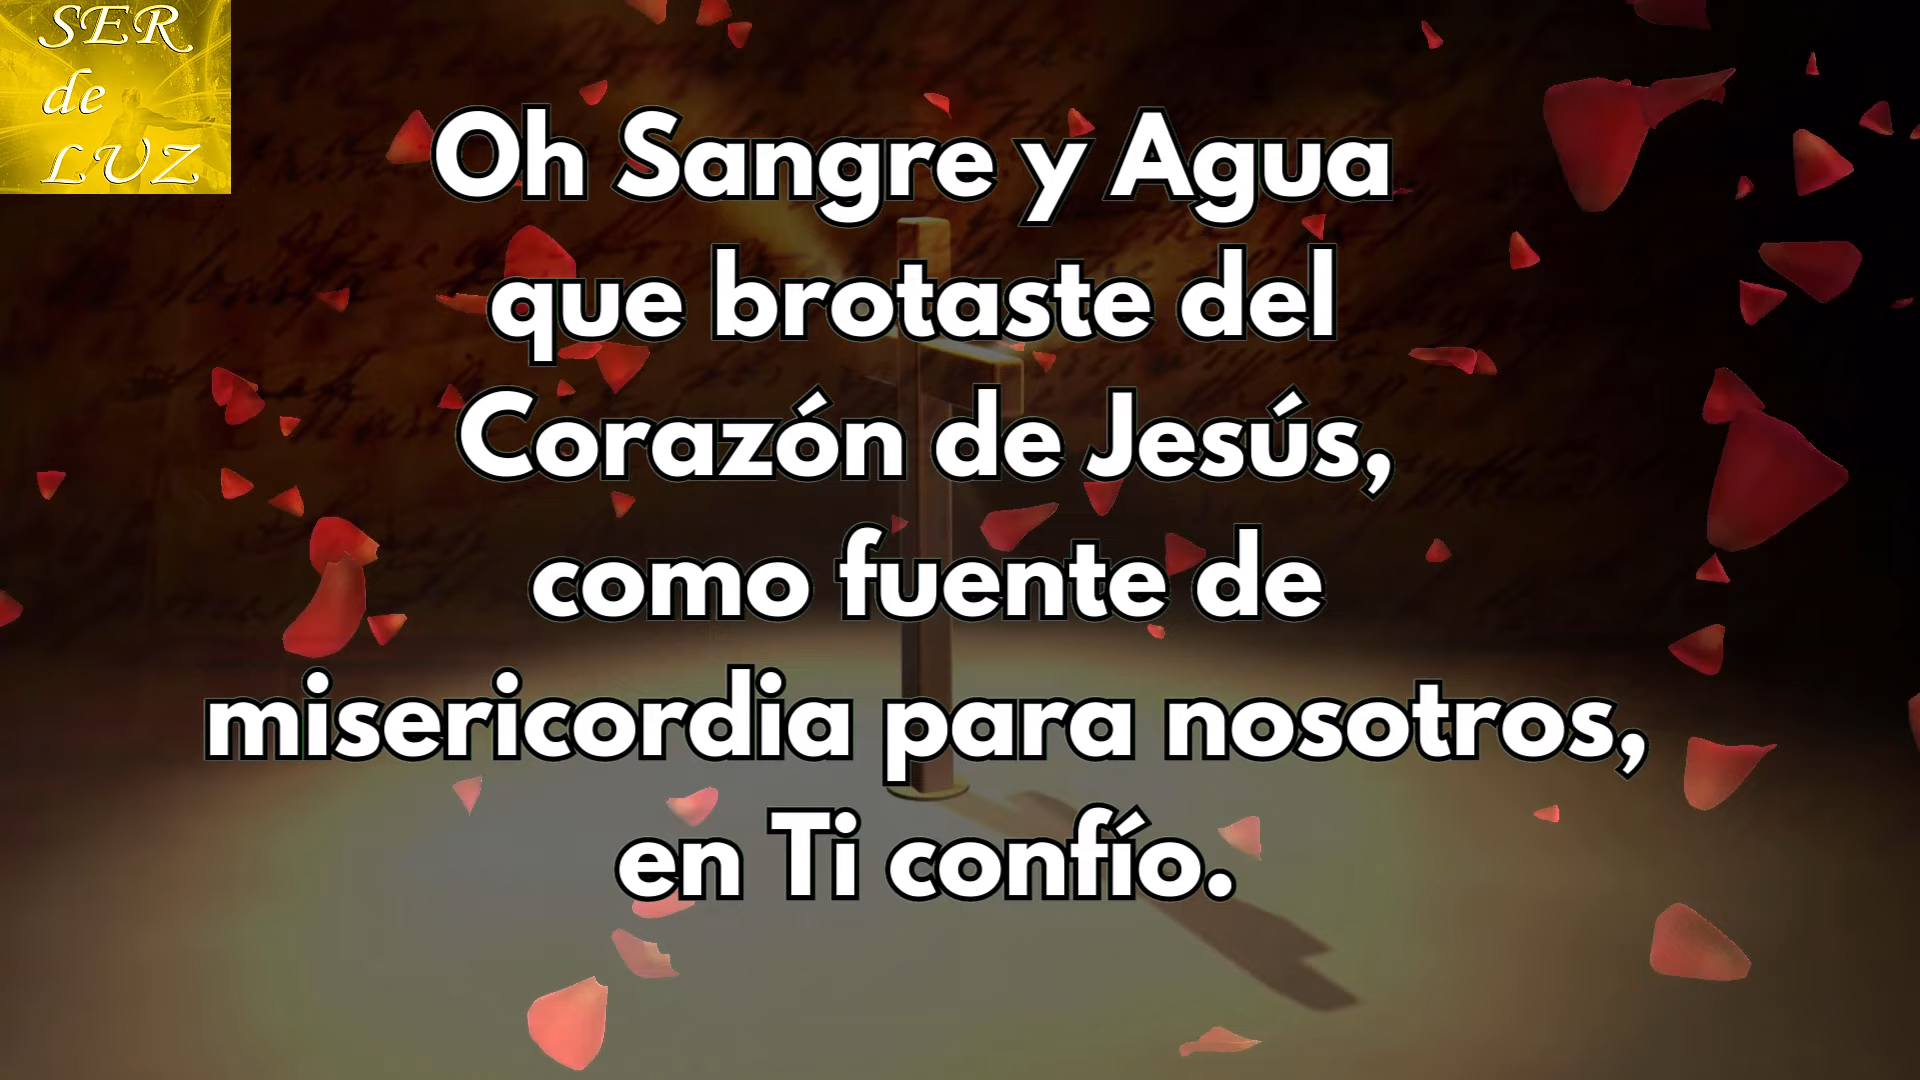 SER
de
LUZ
Oh Sangre y Agua
que brotaste del
Corazón de Jesús,
como fuente de
misericordia para nosotros,
en Ti confío.